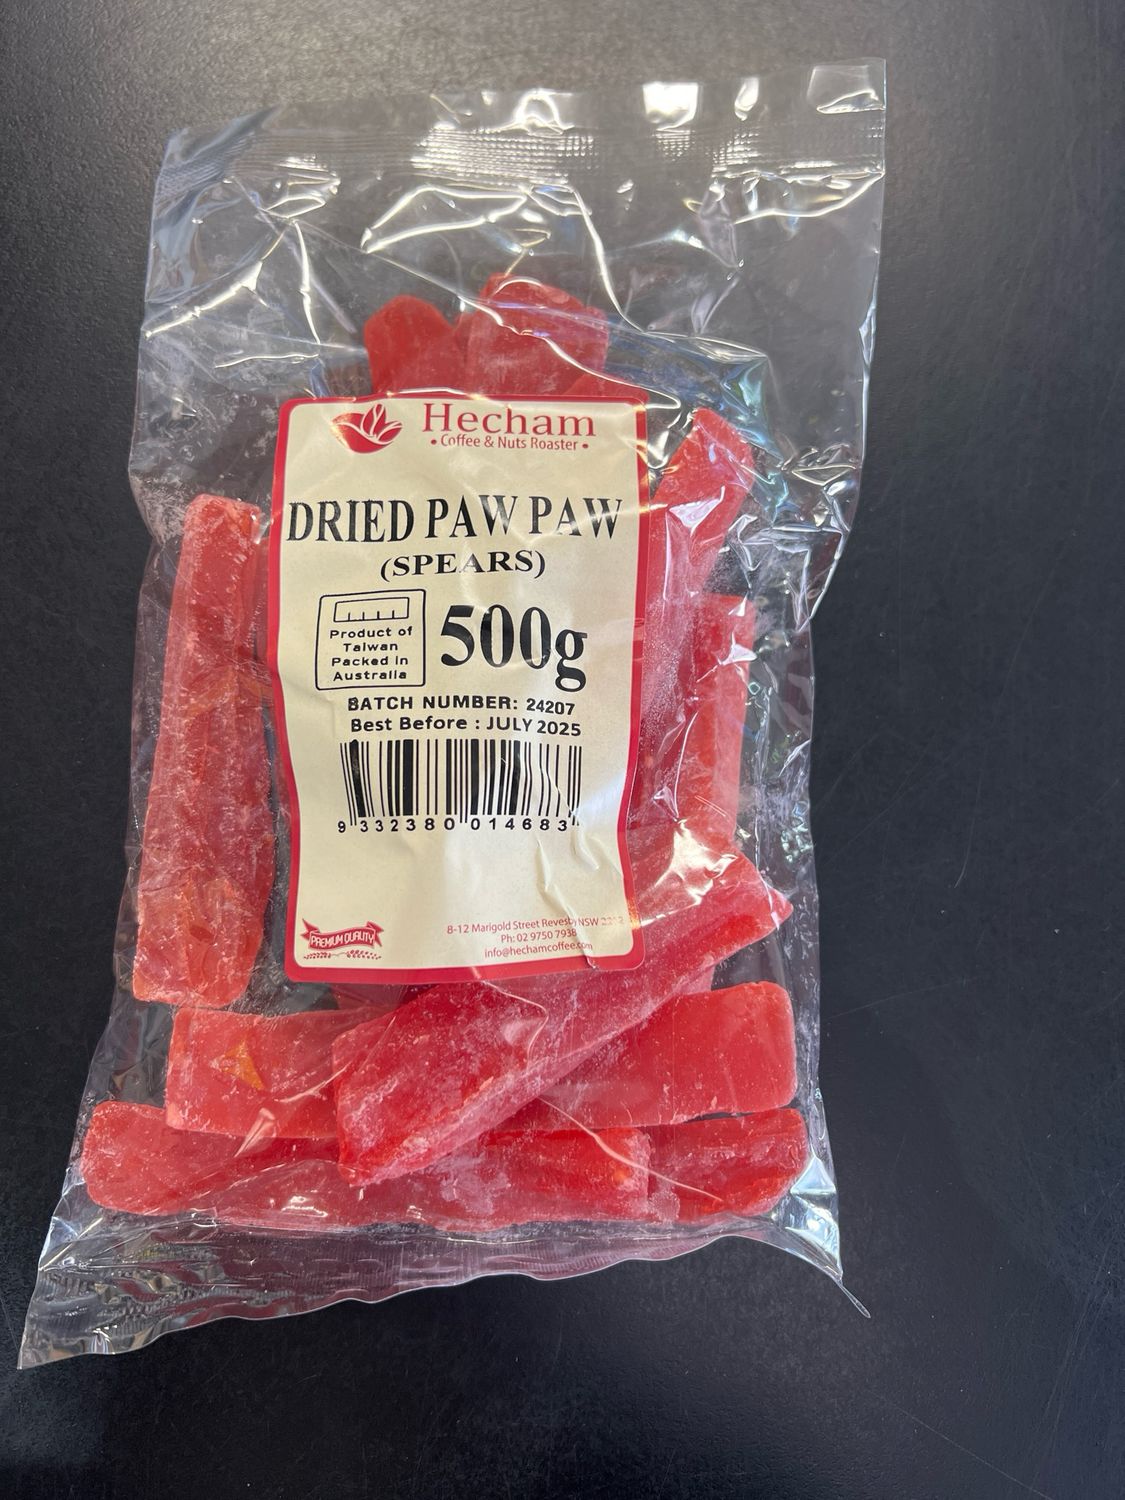 Hecham
• Coffee & Nuts Roaster •
DRIED PAW PAW
(SPEARS)
Product of
Taiwan
Packed in
Australia
500g
BATCH NUMBER: 24207
Best Before : JULY 2025
9 332380 014683
PREMIUM QUALITY
8-12 Marigold Street Revesby NSW
Ph: 02 9750 7938
info@hechamcoffee.com